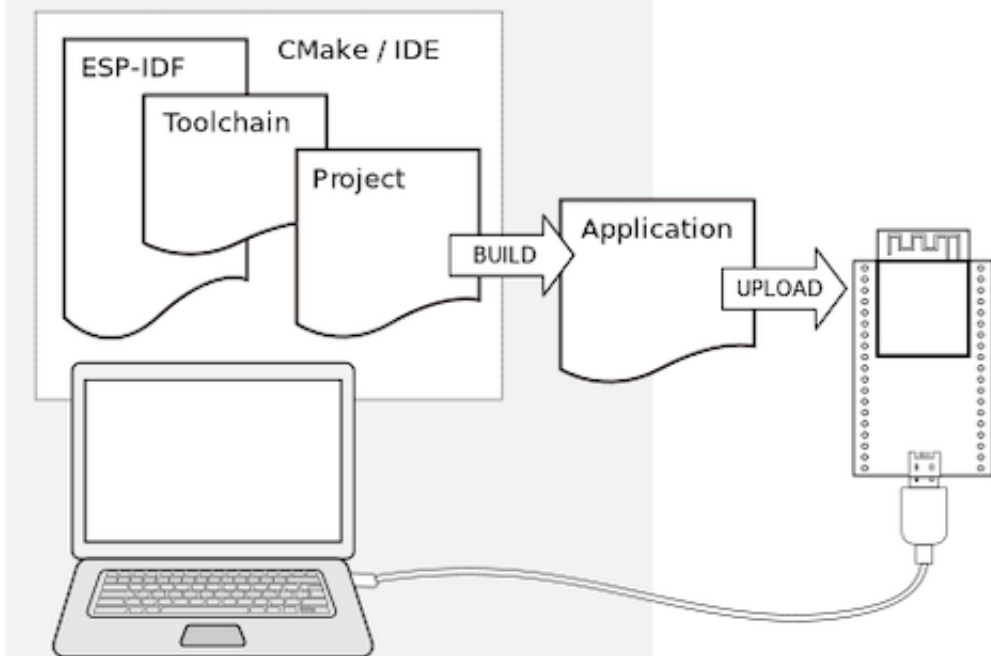 CMake / IDE
ESP-IDF
Toolchain
Project
BUILD
Application
UPLOAD